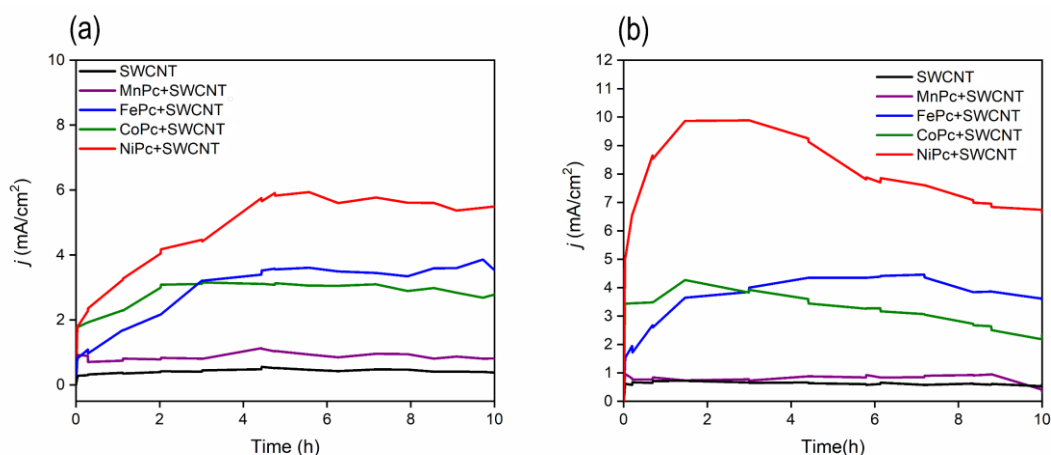 (a)
10
8
6
4
2
0
j (mA/cm²)
SWCNT
MnPc+SWCNT
FePc+SWCNT
CoPc+SWCNT
NiPc+SWCNT
0 2 4 6 8 10
Time (h)
(b)
12
11
10
9
8
7
6
5
4
3
2
1
0
j (mA/cm²)
SWCNT
MnPc+SWCNT
FePc+SWCNT
CoPc+SWCNT
NiPc+SWCNT
0 2 4 6 8 10
Time(h)